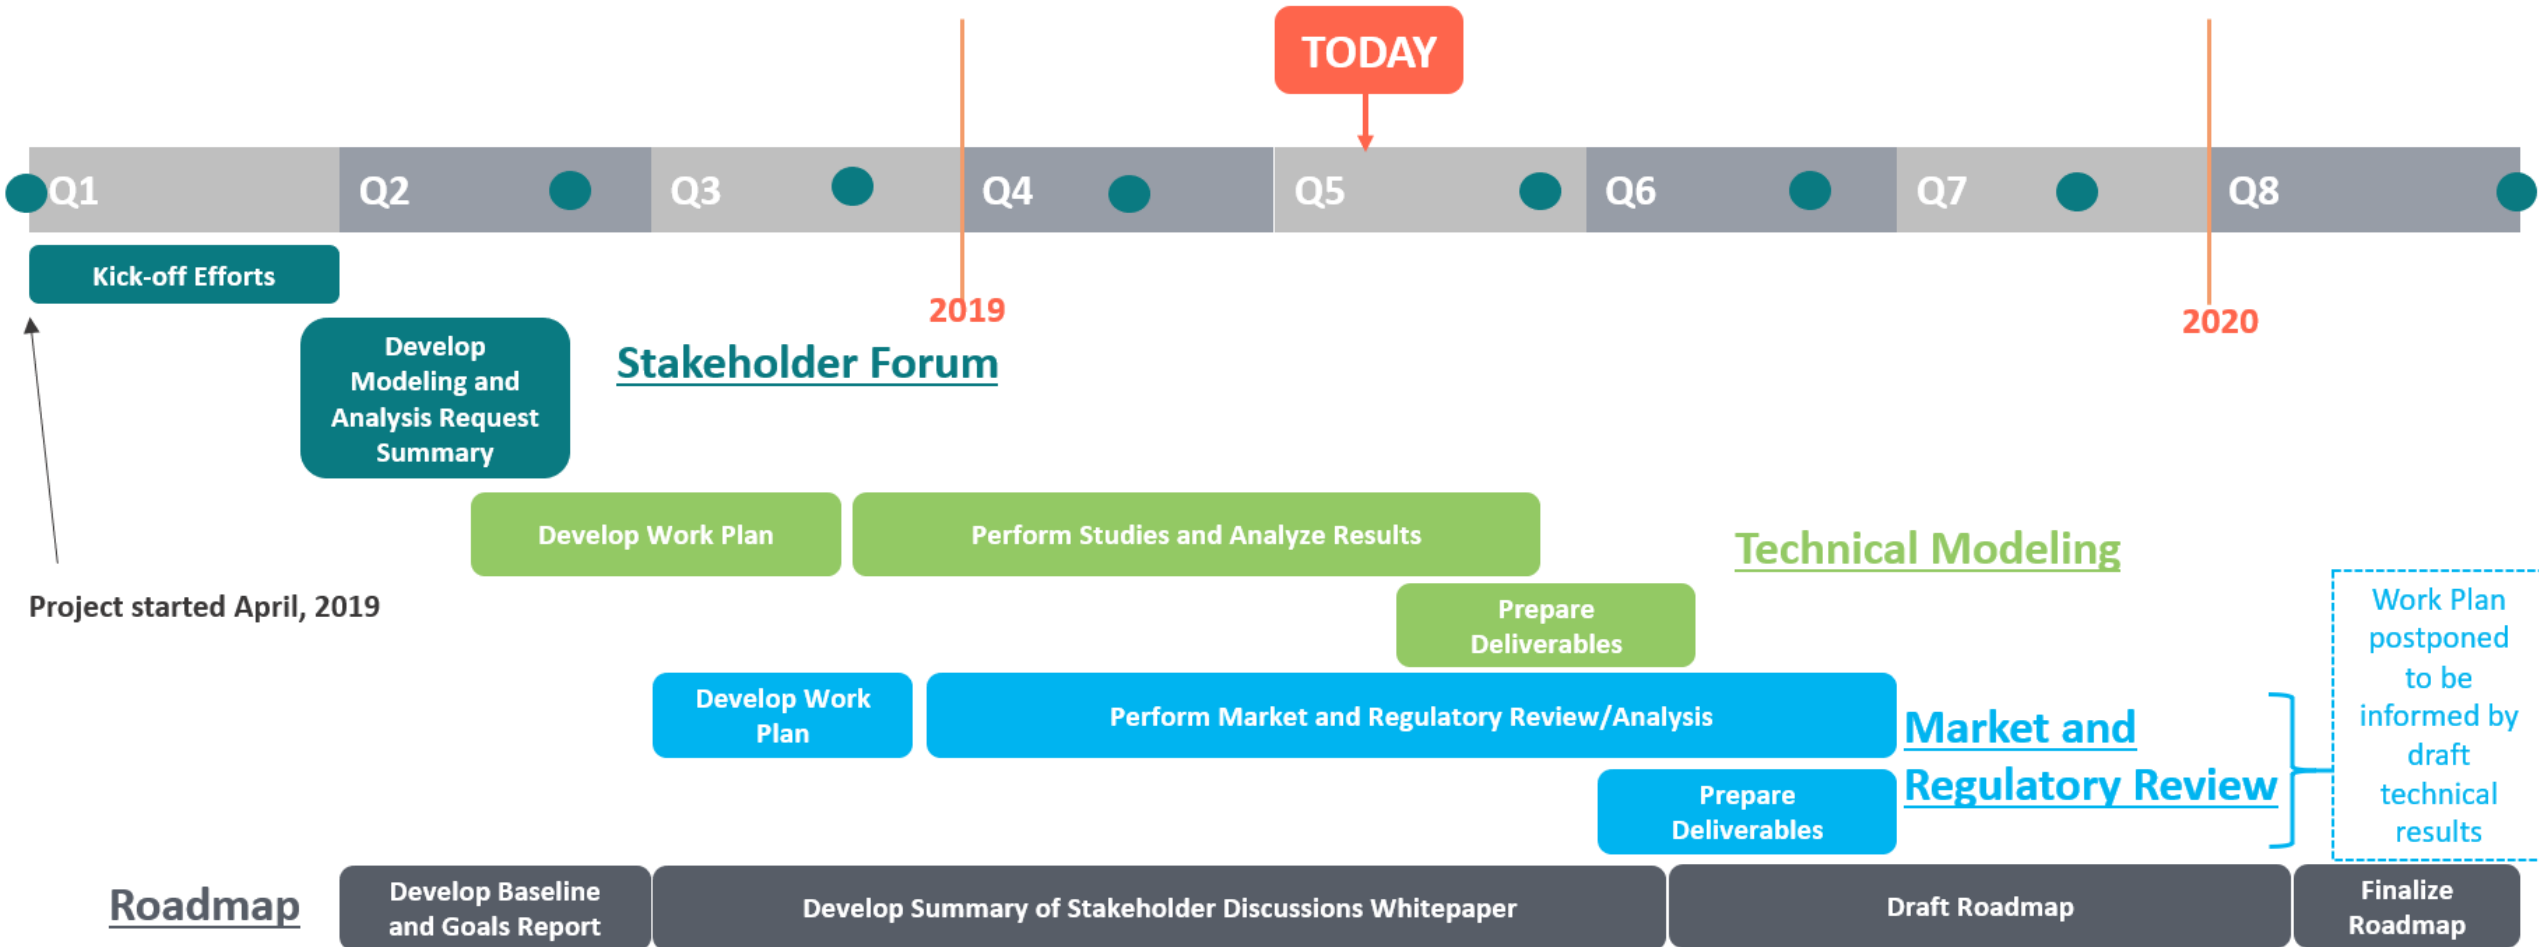 TODAY
Q1
Q2
Q3
Q4
Q5
Q6
Q7
Q8
Kick-off Efforts
2019
2020
Develop
Modeling and
Analysis Request
Summary
Stakeholder Forum
Develop Work Plan
Perform Studies and Analyze Results
Technical Modeling
Project started April, 2019
Prepare
Deliverables
Develop Work
Plan
Perform Market and Regulatory Review/Analysis
Market and
Regulatory Review
Prepare
Deliverables
Work Plan
postponed
to be
informed by
draft
technical
results
Roadmap
Develop Baseline
and Goals Report
Develop Summary of Stakeholder Discussions Whitepaper
Draft Roadmap
Finalize
Roadmap